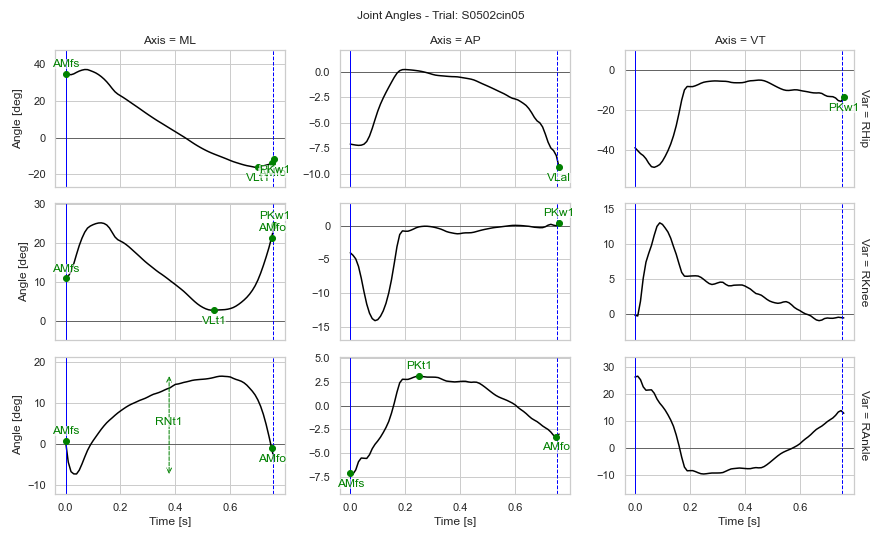 Joint Angles - Trial: S0502cin05
Axis = ML
Axis = AP
Axis = VT
Angle [deg]
40
20
0
−20
AMfs
VLt1
PKw1
0.0
−2.5
−5.0
−7.5
−10.0
VLal
0
−20
−40
PKw1
Var = RHip
Angle [deg]
30
20
10
0
AMfs
VLt1
PKw1
AMfo
0
−5
−10
−15
PKw1
15
10
5
0
Var = RKnee
Angle [deg]
20
10
0
−10
AMfs
RNt1
AMfo
5.0
2.5
0.0
−2.5
−5.0
−7.5
AMfs
PKt1
AMfo
30
20
10
0
−10
Var = RAnkle
0.0
0.2
0.4
0.6
0.0
0.2
0.4
0.6
0.0
0.2
0.4
0.6
Time [s]
Time [s]
Time [s]